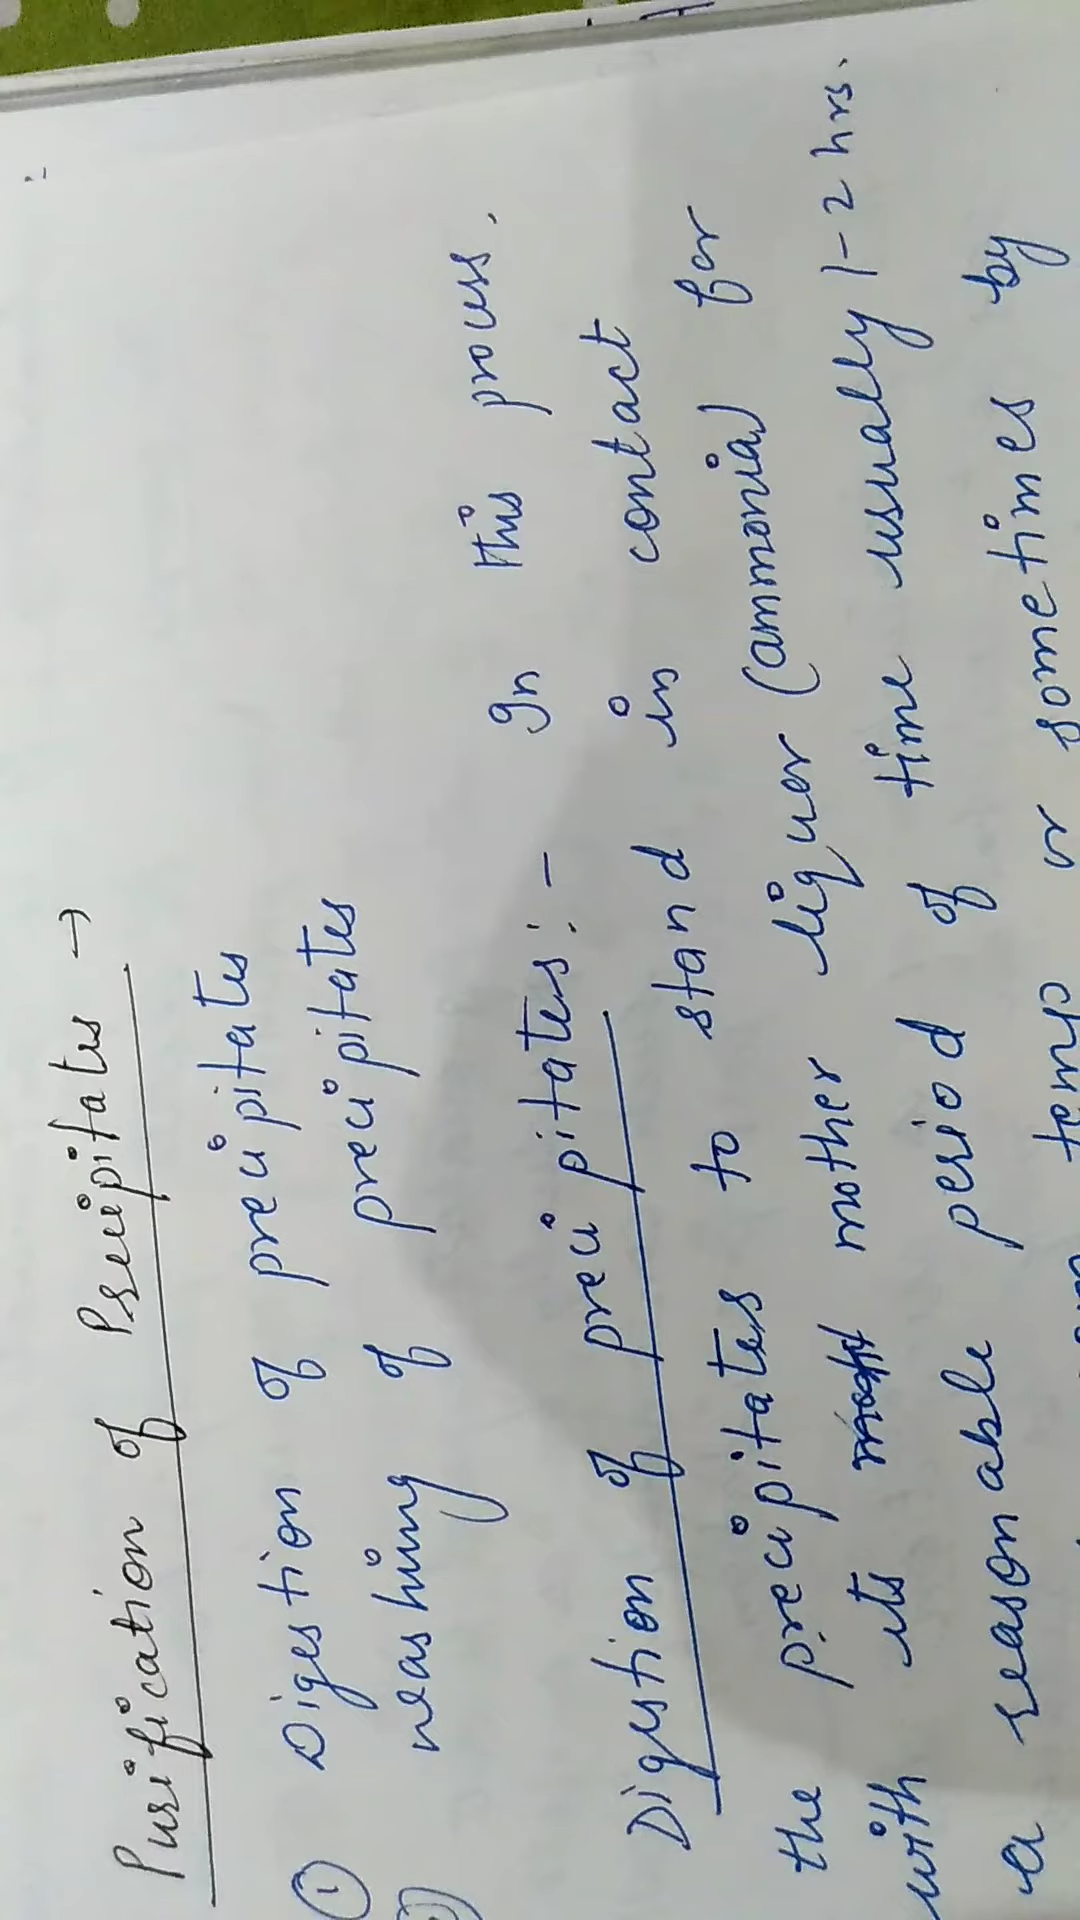 Purification of Precipitates →
(1) Digestion of precipitates
washing of precipitates
Digestion of precipitates :- In this process.
the precipitates to stand in contact
with its mother liquor (ammonia) for
a reasonable period of time usually 1-2 hrs.
temp or sometimes by